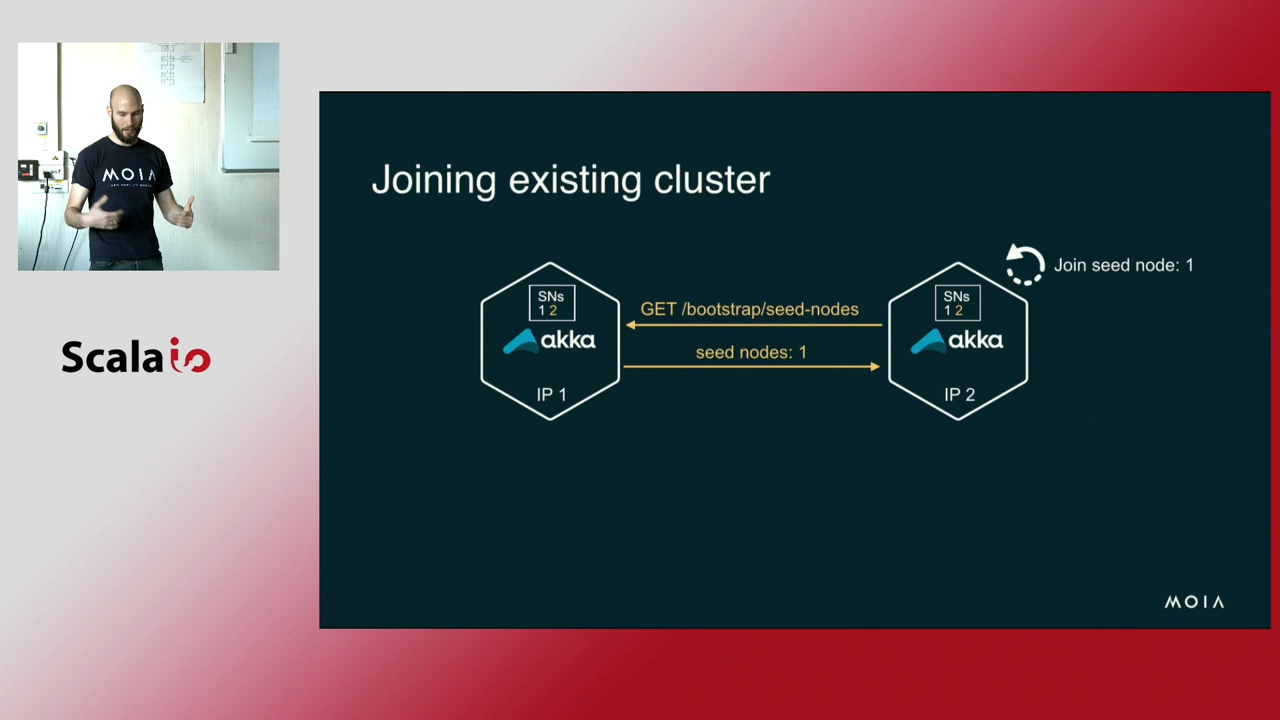 MOIA
Scala io
Joining existing cluster
Join seed node: 1
SNs
1 2
akka
IP 1
GET /bootstrap/seed-nodes
seed nodes: 1
SNs
1 2
akka
IP 2
MOIA